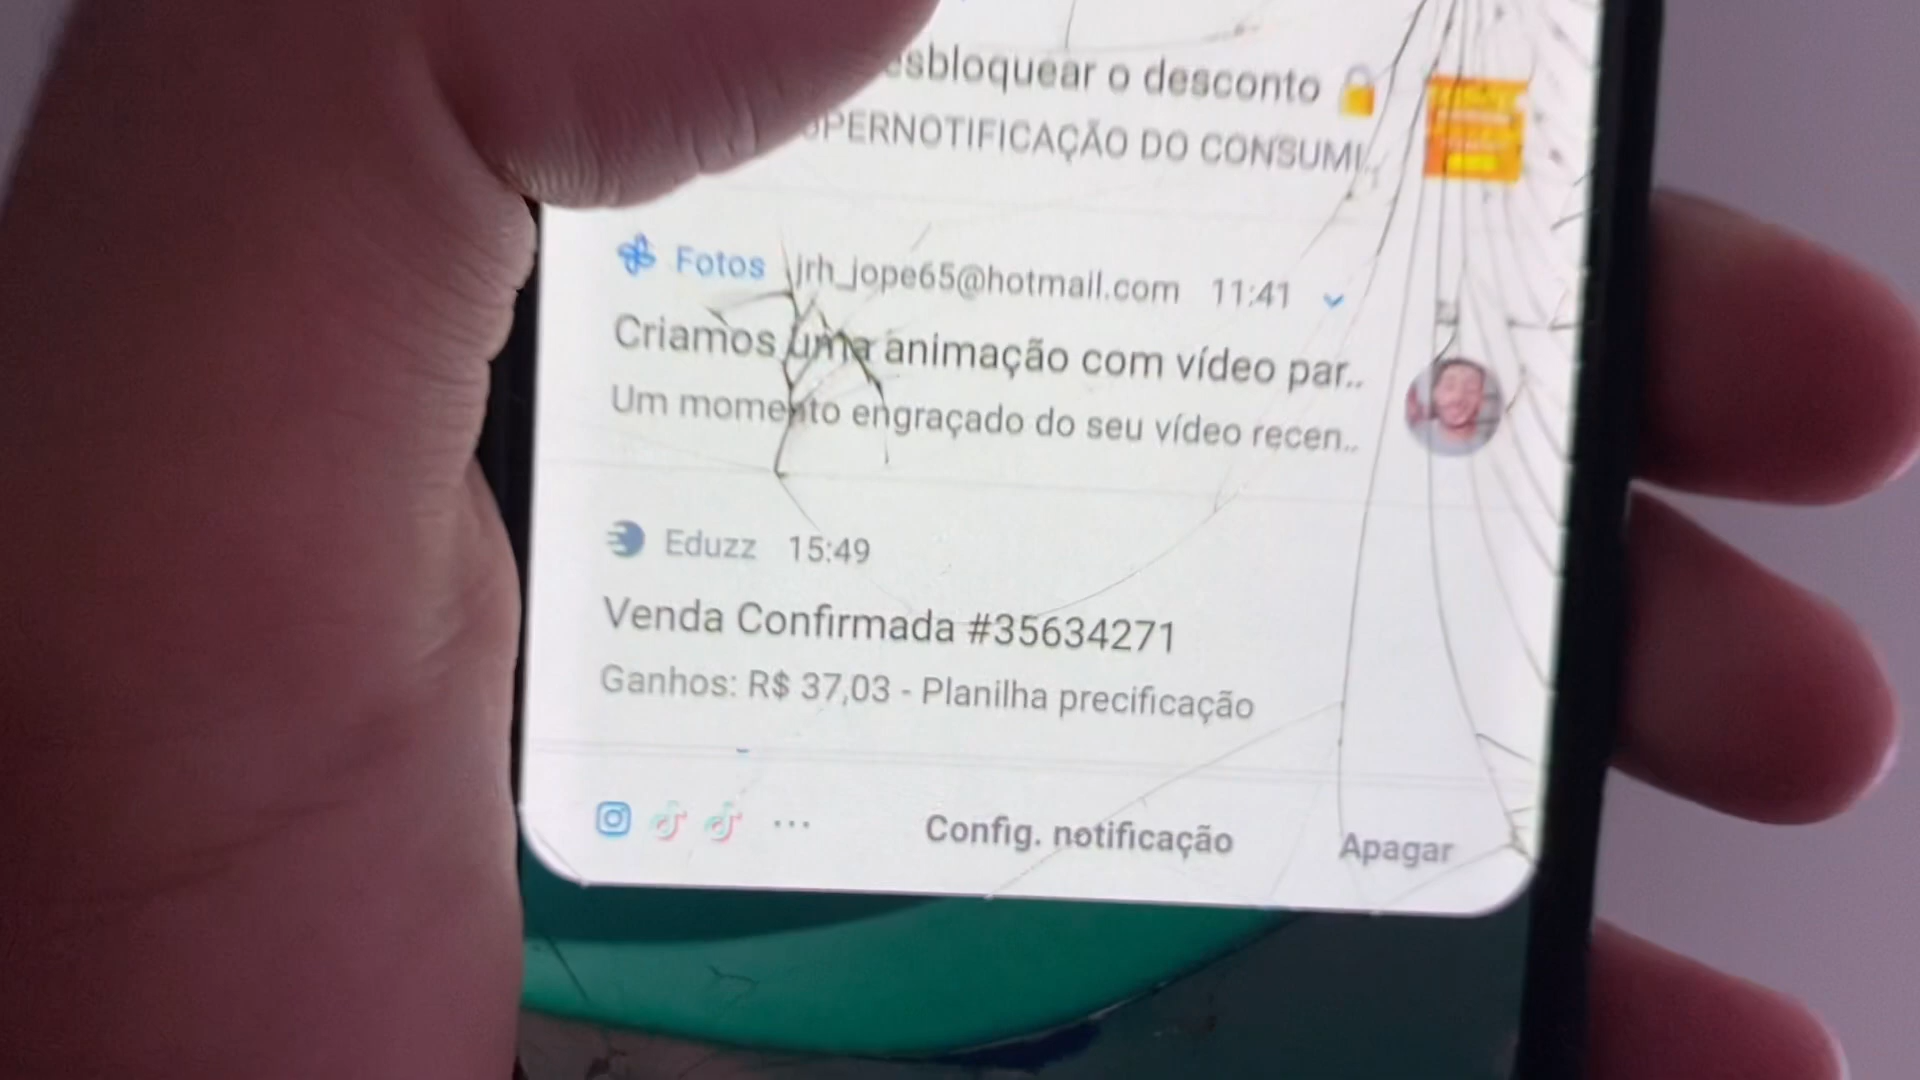 esbloquear o desconto 🔒
PERNOTIFICAÇÃO DO CONSUMI..
Fotos jrh_jope65@hotmail.com 11:41
Criamos uma animação com vídeo par..
Um momento engraçado do seu vídeo recen..
Eduzz 15:49
Venda Confirmada #35634271
Ganhos: R$ 37,03 - Planilha precificação
... Config. notificação Apagar